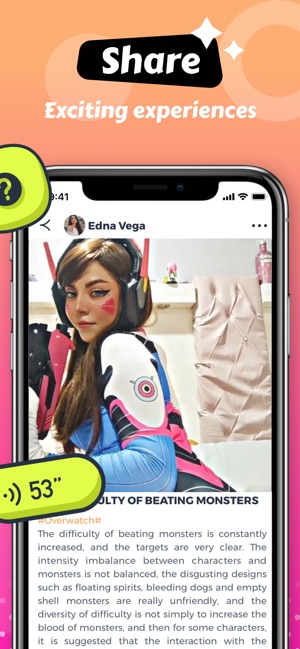 Share
Exciting experiences
?
9:41
Edna Vega
53”
CULTY OF BEATING MONSTERS
#Overwatch#
The difficulty of beating monsters is constantly
increased, and the targets are very clear. The
intensity imbalance between characters and
monsters is not balanced, the disgusting designs
such as floating spirits, bleeding dogs and empty
shell monsters are really unfriendly, and the
diversity of difficulty is not simply to increase the
blood of monsters, and then for some characters,
it is suggested that the interaction with the